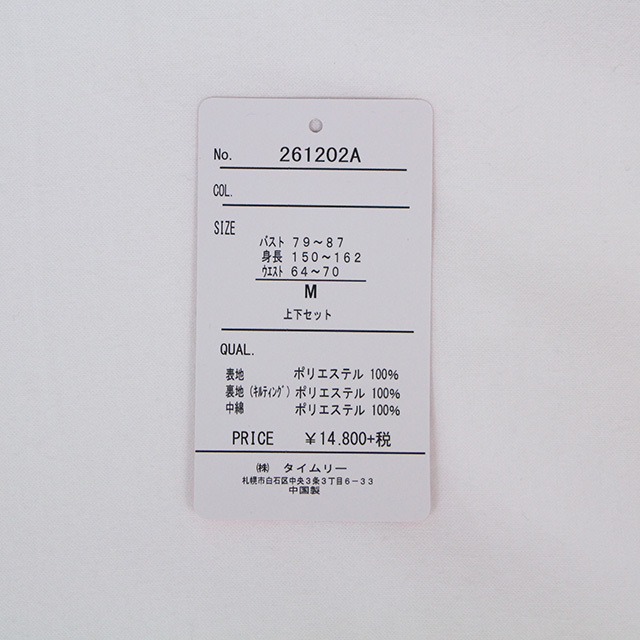 No. 261202A
COL.
SIZE
バスト 79～87
身長 150～162
ウエスト 64～70
M
上下セット
QUAL.
表地 ポリエステル 100%
裏地 (キルティング) ポリエステル 100%
中綿 ポリエステル 100%
PRICE ￥14.800+税
㈱ タイムリー
札幌市白石区中央3条3丁目6－33
中国製